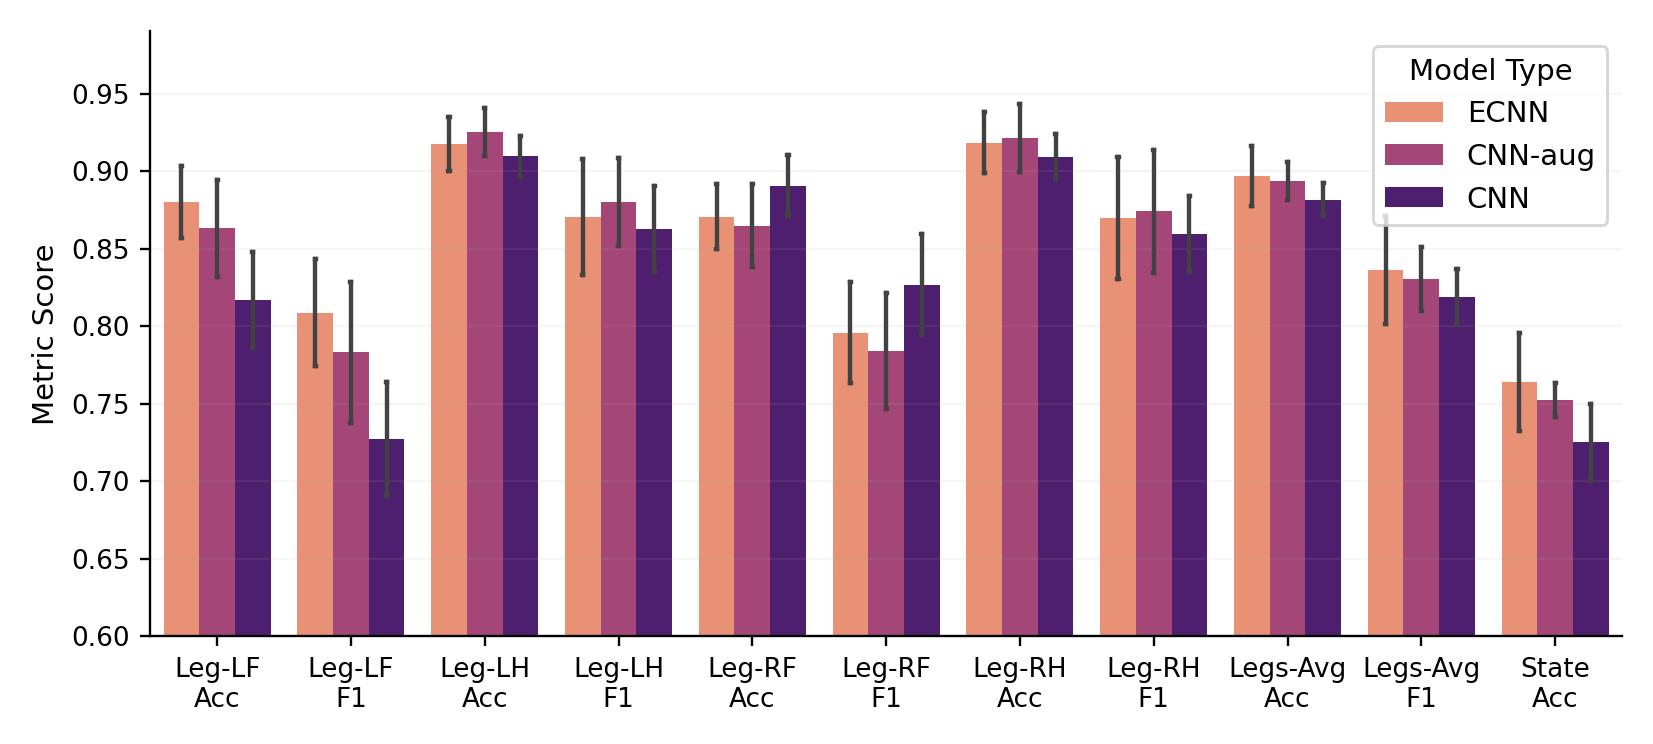 Model Type
ECNN
CNN-aug
CNN
Metric Score
0.95
0.90
0.85
0.80
0.75
0.70
0.65
0.60
Leg-LF Acc
Leg-LF F1
Leg-LH Acc
Leg-LH F1
Leg-RF Acc
Leg-RF F1
Leg-RH Acc
Leg-RH F1
Legs-Avg Acc
Legs-Avg F1
State Acc